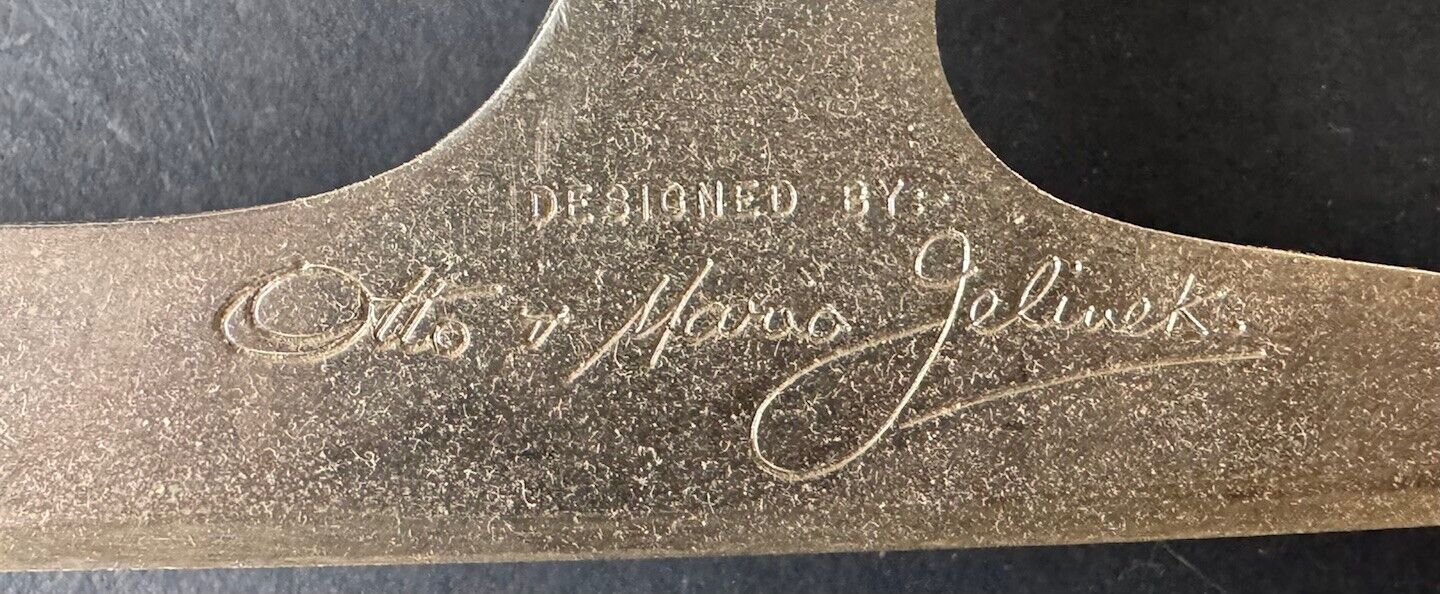 DESIGNED BY:
Otto & Maria Jelinek.